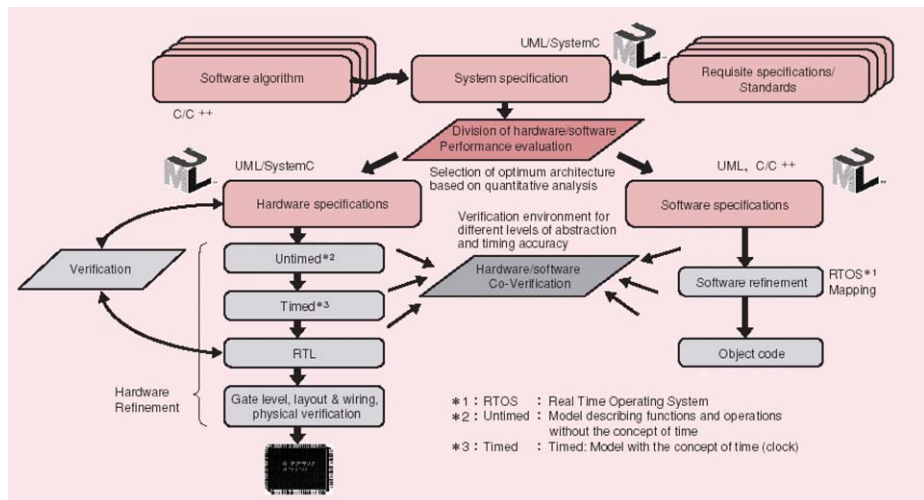 UML/SystemC
UML
Software algorithm
System specification
Requisite specifications/
Standards
C/C ++
Division of hardware/software
Performance evaluation
UML
UML/SystemC
Selection of optimum architecture
based on quantitative analysis
UML, C/C ++
UML
Hardware specifications
Software specifications
Verification environment for
different levels of abstraction
and timing accuracy
Verification
Untimed*2
Hardware/software
Co-Verification
Software refinement
RTOS*1
Mapping
Timed*3
RTL
Object code
Hardware
Refinement
Gate level, layout & wiring,
physical verification
*1 : RTOS : Real Time Operating System
*2 : Untimed : Model describing functions and operations
without the concept of time
*3 : Timed : Timed: Model with the concept of time (clock)